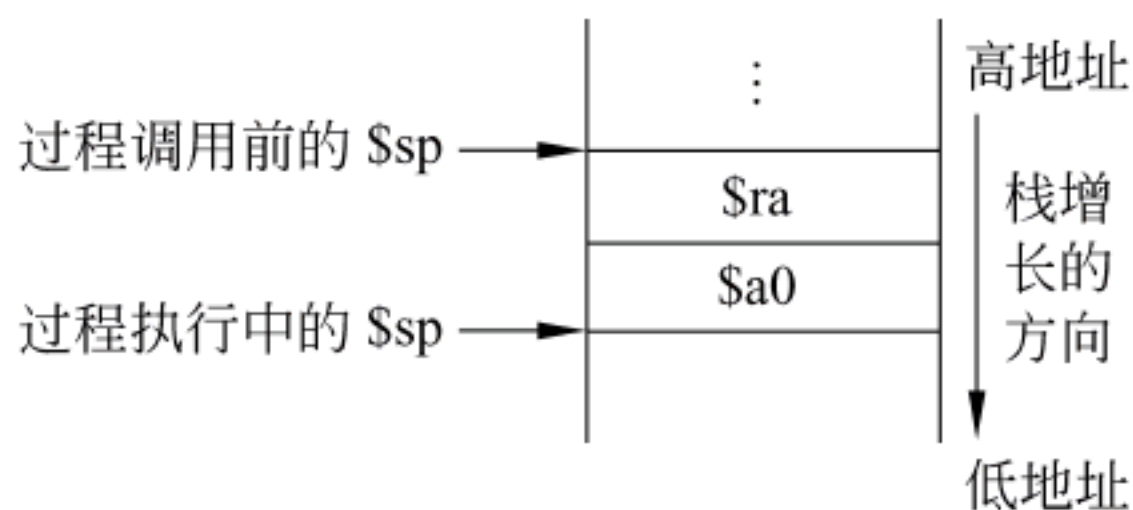 高地址
过程调用前的 $sp
$ra
栈增
长的
方向
$a0
过程执行中的 $sp
低地址